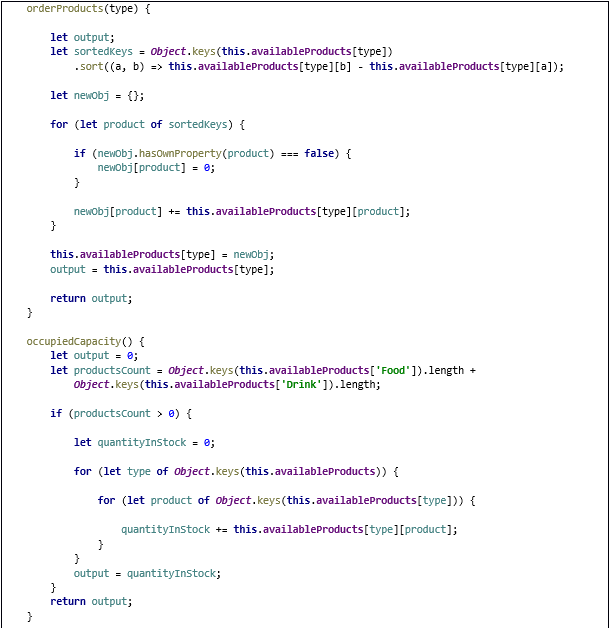 orderProducts(type) {
let output;
let sortedKeys = Object.keys(this.availableProducts[type])
.sort((a, b) => this.availableProducts[type][b] - this.availableProducts[type][a]);
let newObj = {};
for (let product of sortedKeys) {
if (newObj.hasOwnProperty(product) === false) {
newObj[product] = 0;
}
newObj[product] += this.availableProducts[type][product];
}
this.availableProducts[type] = newObj;
output = this.availableProducts[type];
return output;
}
occupiedCapacity() {
let output = 0;
let productsCount = Object.keys(this.availableProducts['Food']).length +
Object.keys(this.availableProducts['Drink']).length;
if (productsCount > 0) {
let quantityInStock = 0;
for (let type of Object.keys(this.availableProducts)) {
for (let product of Object.keys(this.availableProducts[type])) {
quantityInStock += this.availableProducts[type][product];
}
}
output = quantityInStock;
}
return output;
}